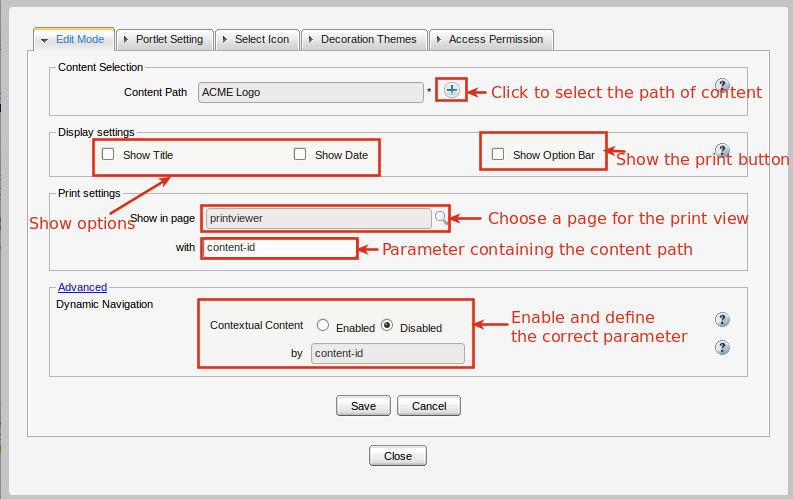 Edit Mode
Portlet Setting
Select Icon
Decoration Themes
Access Permission
Content Selection
Content Path
ACME Logo
*
?
Click to select the path of content
Display settings
Show Title
Show Date
Show Option Bar
?
Show the print button
Print settings
Show options
Show in page
printviewer
Choose a page for the print view
with
content-id
Parameter containing the content path
Advanced
Dynamic Navigation
Contextual Content
Enabled
Disabled
Enable and define
the correct parameter
?
by
content-id
?
Save
Cancel
Close